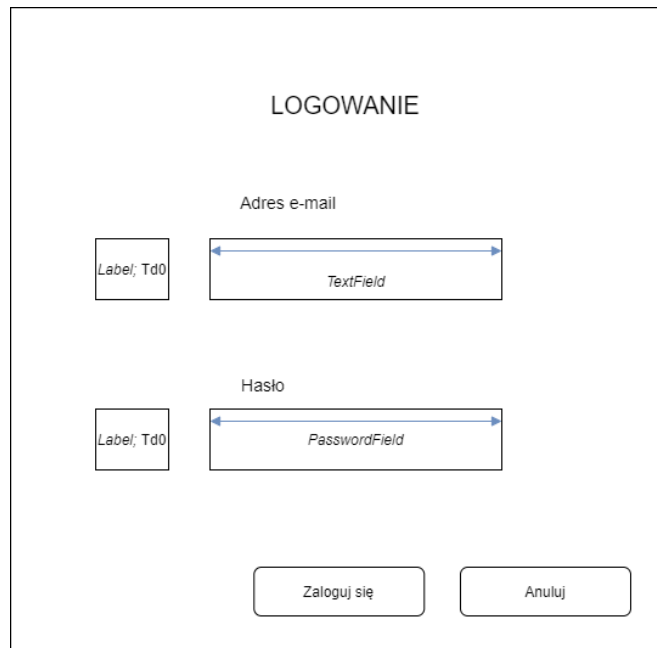 LOGOWANIE
Adres e-mail
Label; Td0
TextField
Hasło
Label; Td0
PasswordField
Zaloguj się
Anuluj